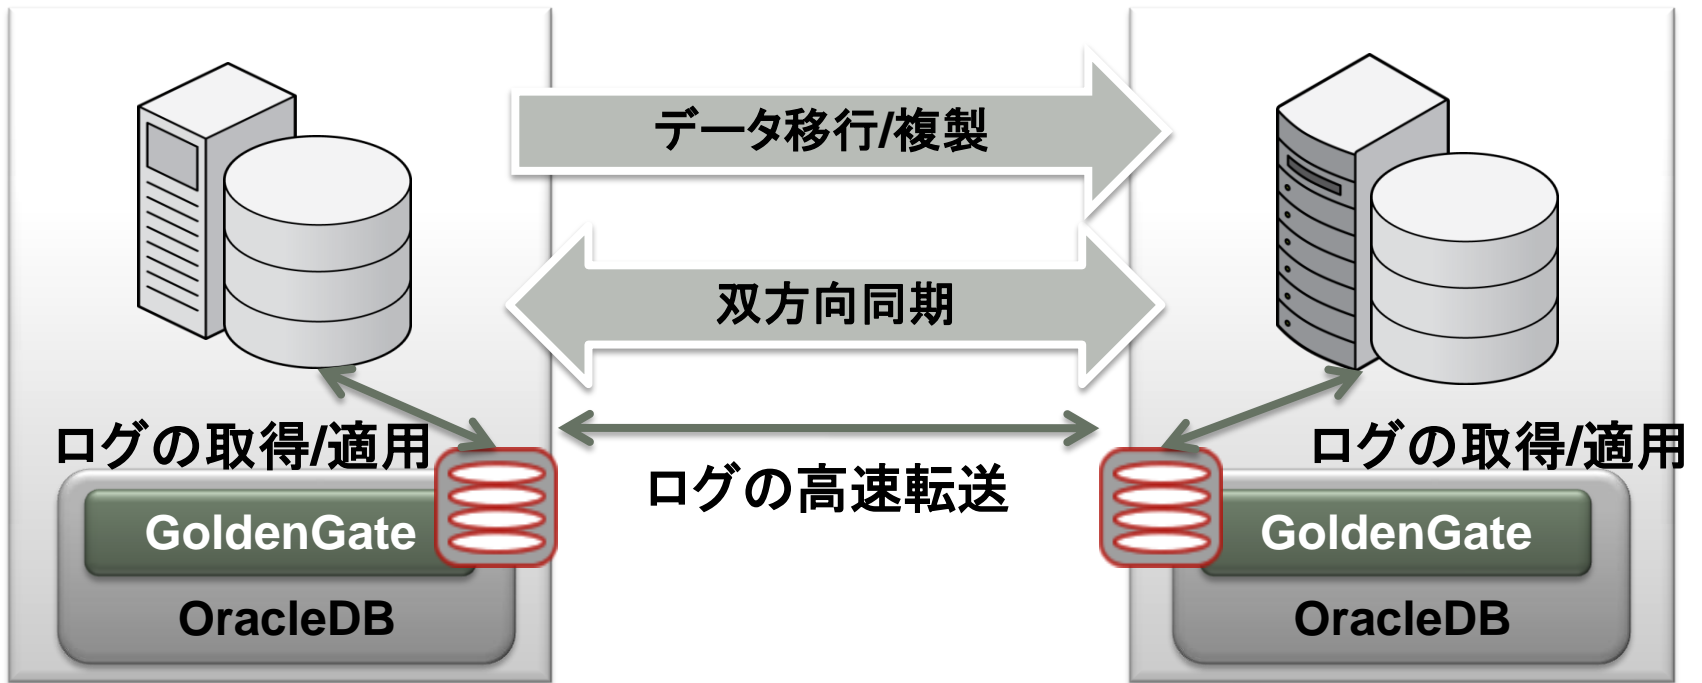 データ移行/複製
双方向同期
ログの取得/適用
ログの取得/適用
ログの高速転送
GoldenGate
GoldenGate
OracleDB
OracleDB